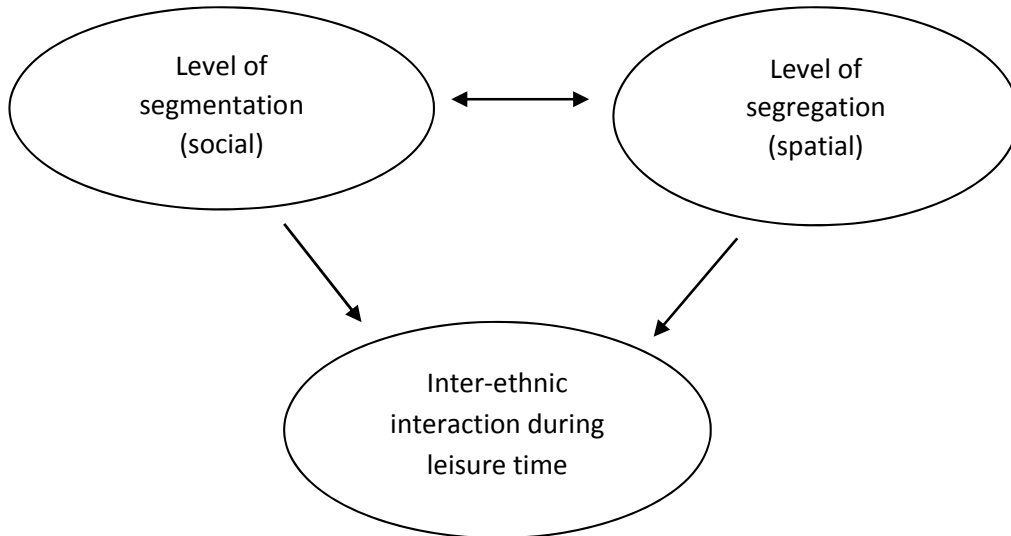 Level of
segmentation
(social)
Level of
segregation
(spatial)
Inter-ethnic
interaction during
leisure time